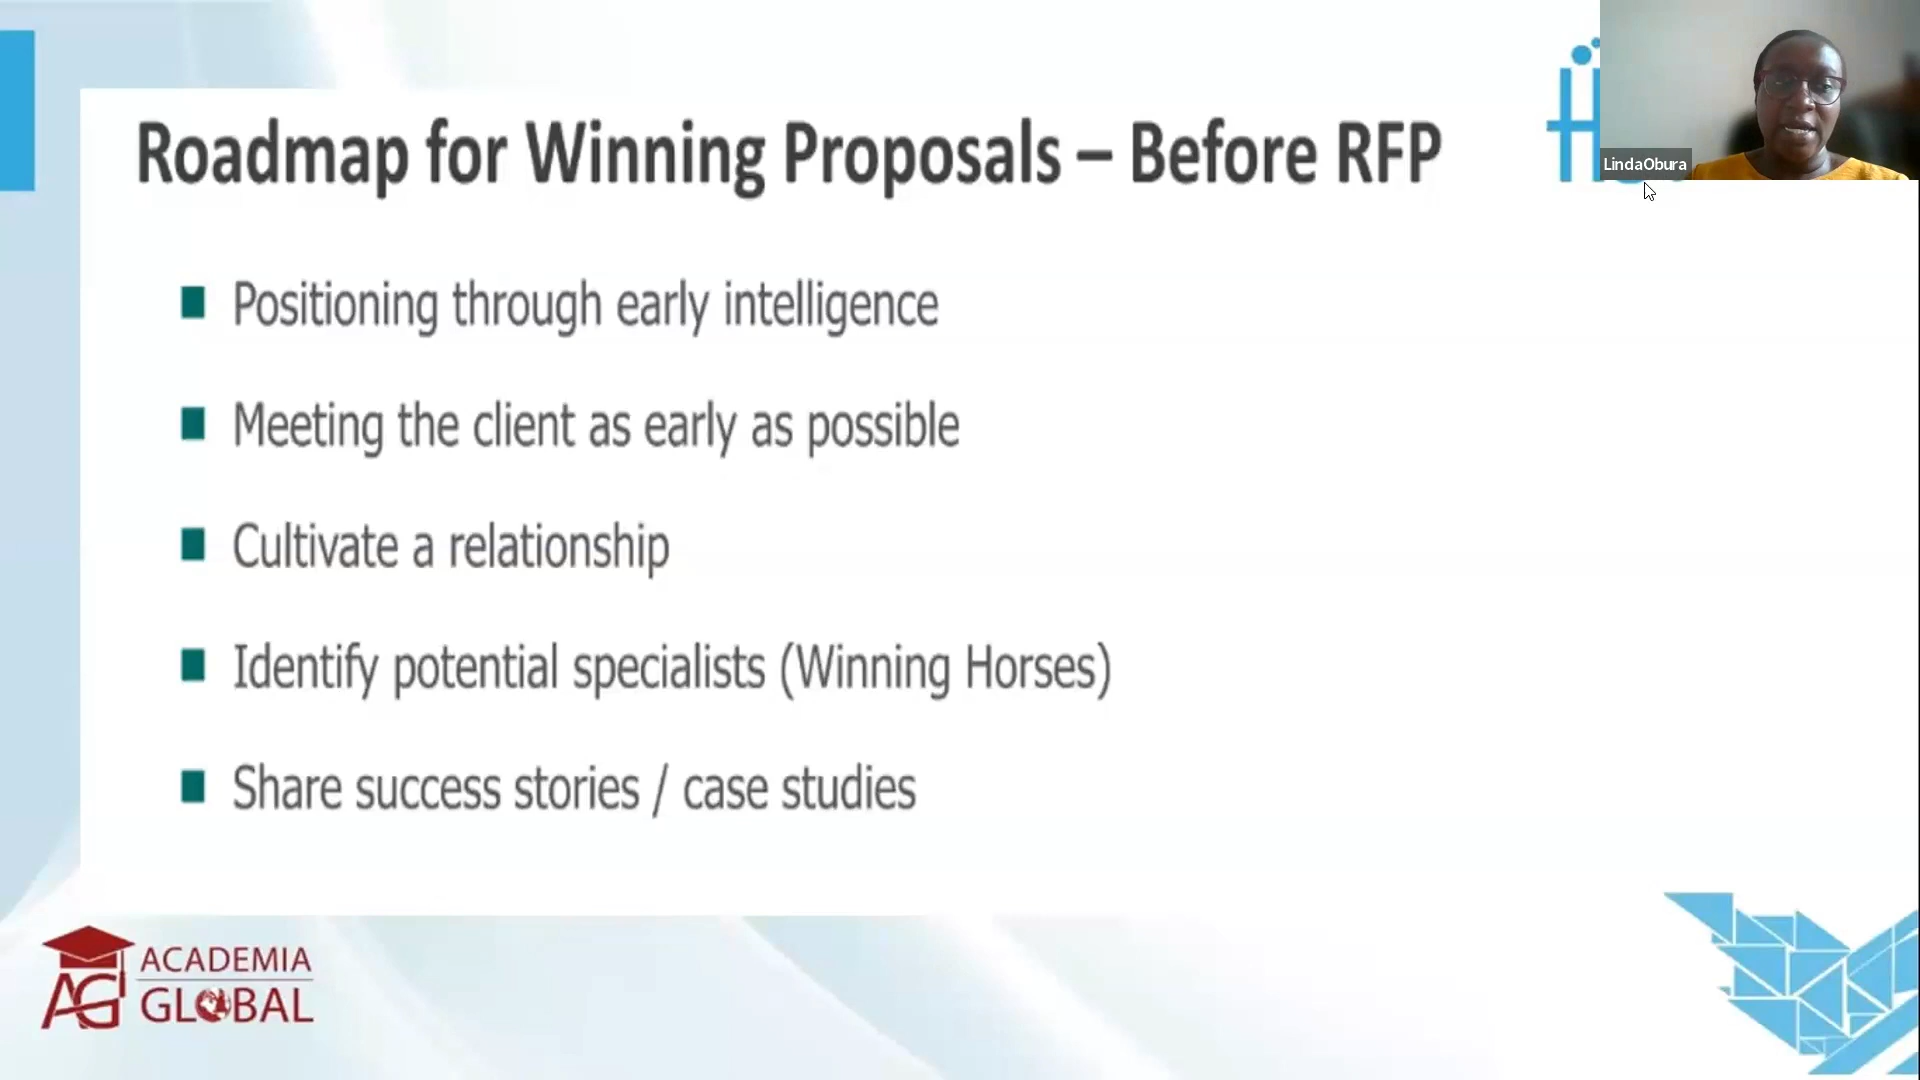 Roadmap for Winning Proposals – Before RFP
LindaObura
Positioning through early intelligence
Meeting the client as early as possible
Cultivate a relationship
Identify potential specialists (Winning Horses)
Share success stories / case studies
AG
ACADEMIA
GLOBAL